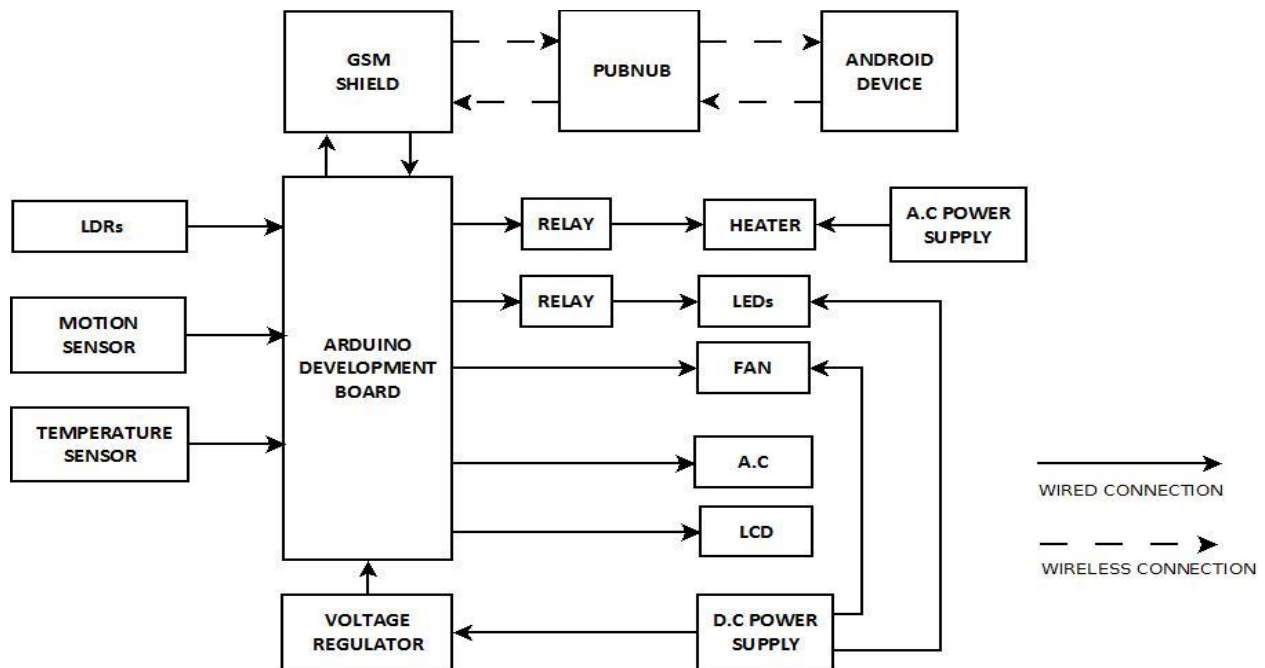 GSM
SHIELD
PUBNUB
ANDROID
DEVICE
LDRs
RELAY
HEATER
A.C POWER
SUPPLY
RELAY
LEDs
MOTION
SENSOR
ARDUINO
DEVELOPMENT
BOARD
FAN
TEMPERATURE
SENSOR
A.C
WIRED CONNECTION
LCD
WIRELESS CONNECTION
VOLTAGE
REGULATOR
D.C POWER
SUPPLY